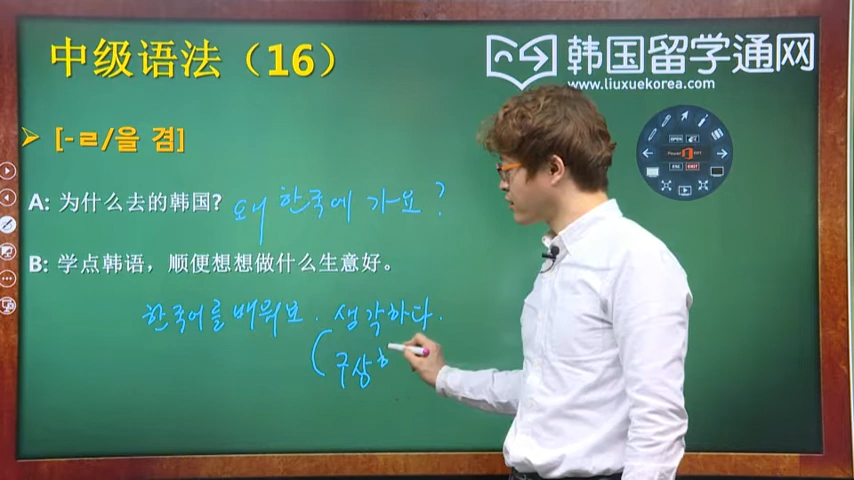 中级语法（16）
韩国留学通网
www.liuxuekorea.com
[-ㄹ/을 겸]
A: 为什么去的韩国? 왜 한국에 가요?
B: 学点韩语，顺便想想做什么生意好。
한국어를 배워보. 생각하다.
(구상ㅎ